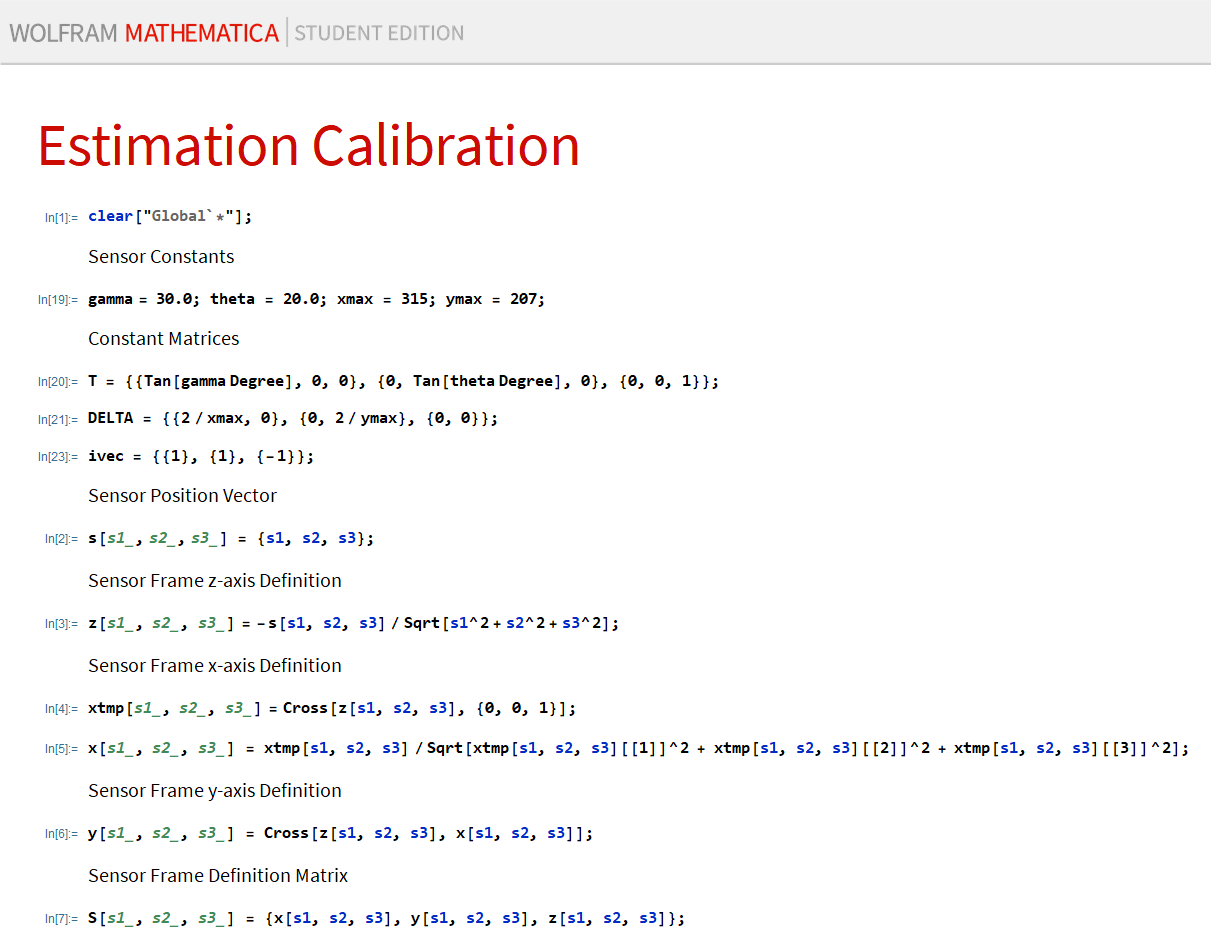 WOLFRAM MATHEMATICA | STUDENT EDITION
Estimation Calibration
In[1]:= clear["Global`*"];
Sensor Constants
In[19]:= gamma = 30.0; theta = 20.0; xmax = 315; ymax = 207;
Constant Matrices
In[20]:= T = {{Tan[gamma Degree], 0, 0}, {0, Tan[theta Degree], 0}, {0, 0, 1}};
In[21]:= DELTA = {{2 / xmax, 0}, {0, 2 / ymax}, {0, 0}};
In[23]:= ivec = {{1}, {1}, {-1}};
Sensor Position Vector
In[2]:= s[s1_, s2_, s3_] = {s1, s2, s3};
Sensor Frame z-axis Definition
In[3]:= z[s1_, s2_, s3_] = -s[s1, s2, s3] / Sqrt[s1^2 + s2^2 + s3^2];
Sensor Frame x-axis Definition
In[4]:= xtmp[s1_, s2_, s3_] = Cross[z[s1, s2, s3], {0, 0, 1}];
In[5]:= x[s1_, s2_, s3_] = xtmp[s1, s2, s3] / Sqrt[xtmp[s1, s2, s3][[1]]^2 + xtmp[s1, s2, s3][[2]]^2 + xtmp[s1, s2, s3][[3]]^2];
Sensor Frame y-axis Definition
In[6]:= y[s1_, s2_, s3_] = Cross[z[s1, s2, s3], x[s1, s2, s3]];
Sensor Frame Definition Matrix
In[7]:= S[s1_, s2_, s3_] = {x[s1, s2, s3], y[s1, s2, s3], z[s1, s2, s3]};